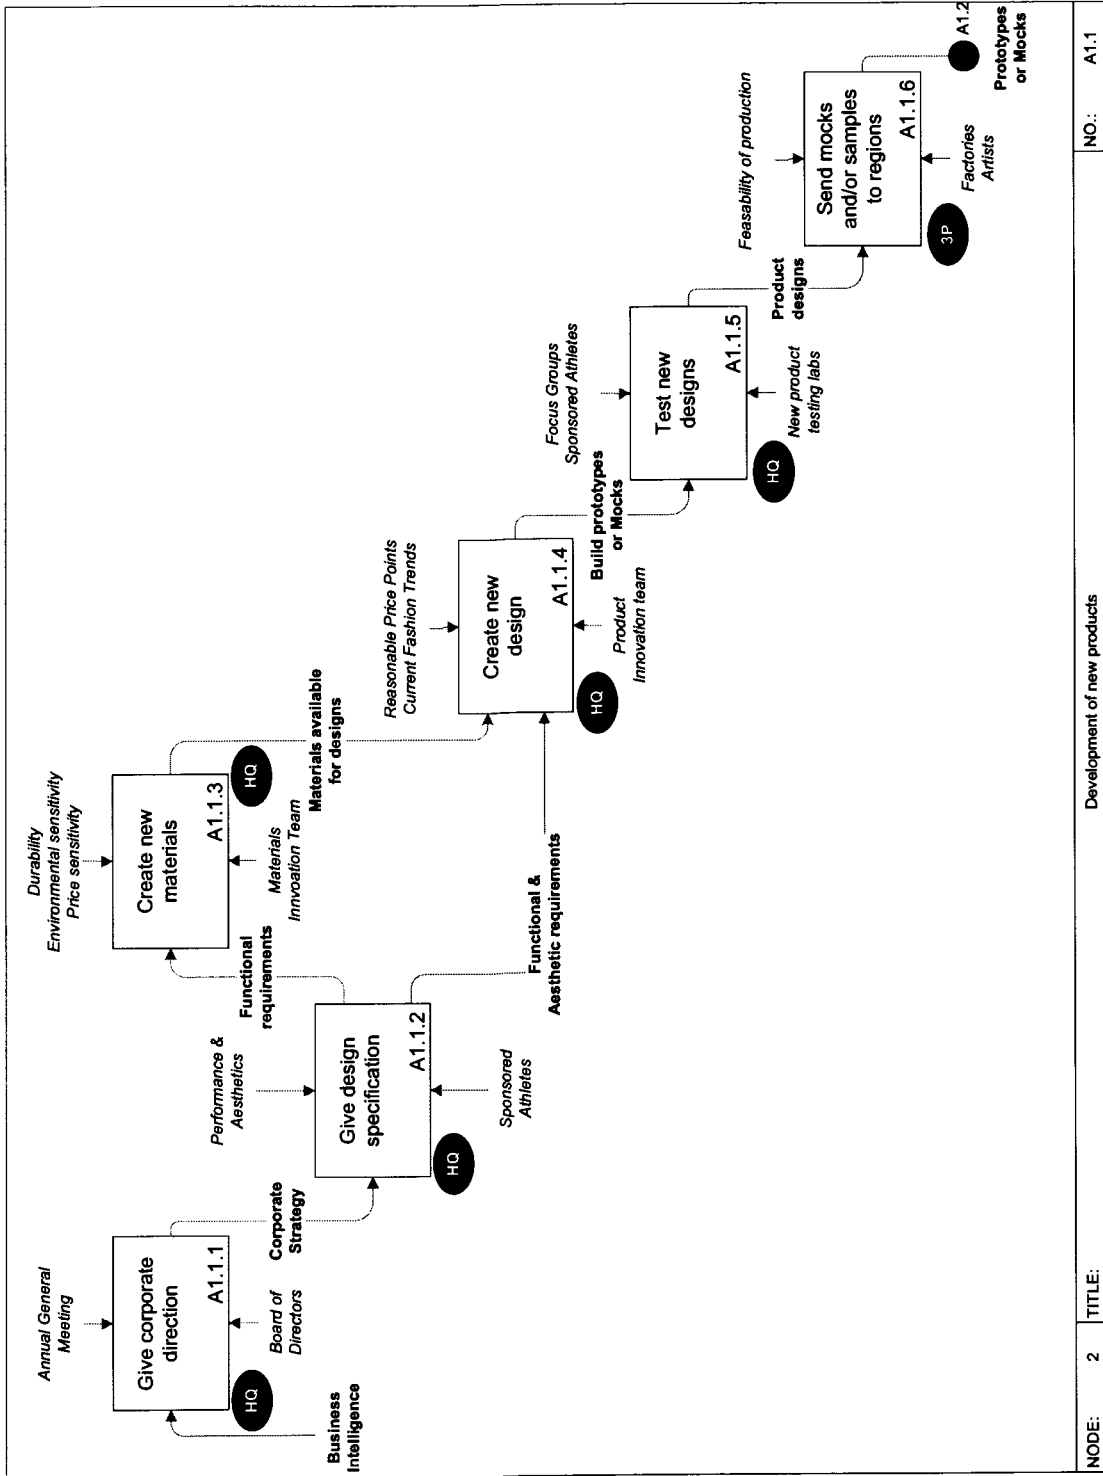 Annual General
Meeting
Give corporate
direction
A1.1.1
HQ
Board of
Directors
Business
Intelligence
Corporate
Strategy
Performance &
Aesthetics
Give design
specification
A1.1.2
HQ
Sponsored
Athletes
Functional
requirements
Durability
Environmental sensitivity
Price sensitivity
Create new
materials
A1.1.3
HQ
Materials
Innvoation Team
Materials available
for designs
Functional &
Aesthetic requirements
Reasonable Price Points
Current Fashion Trends
Create new
design
A1.1.4
HQ
Product
Innovation team
Build prototypes
or Mocks
Focus Groups
Sponsored Athletes
Test new
designs
A1.1.5
HQ
New product
testing labs
Product
designs
Feasability of production
Send mocks
and/or samples
to regions
A1.1.6
3P
Factories
Artists
A1.2
Prototypes
or Mocks
NODE: 2
TITLE: Development of new products
NO.: A1.1